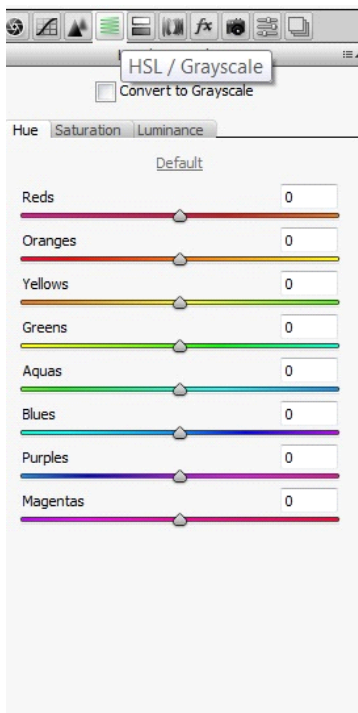 fx
HSL / Grayscale
Convert to Grayscale
Hue Saturation Luminance
Default
Reds 0
Oranges 0
Yellows 0
Greens 0
Aquas 0
Blues 0
Purples 0
Magentas 0